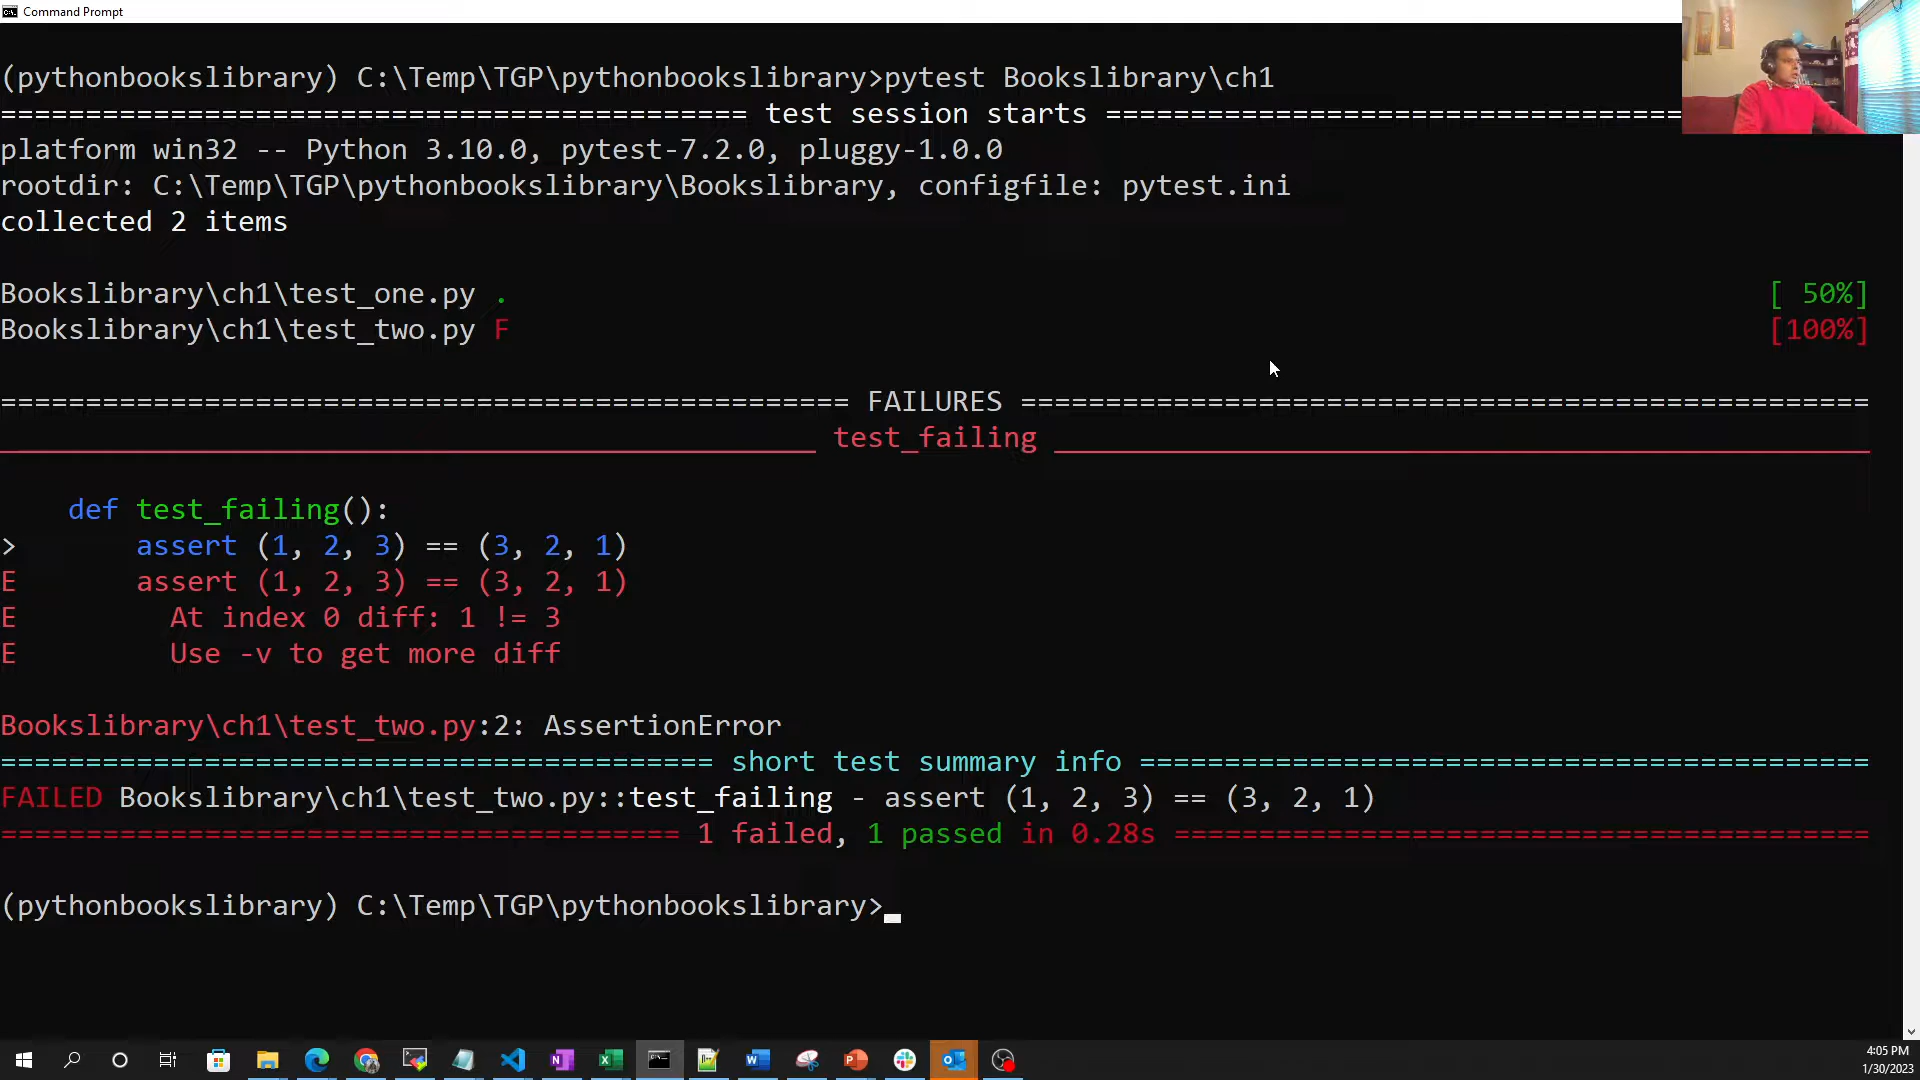 Command Prompt
(pythonbookslibrary) C:\Temp\TGP\pythonbookslibrary>pytest Bookslibrary\ch1
============================================ test session starts ==================================
platform win32 -- Python 3.10.0, pytest-7.2.0, pluggy-1.0.0
rootdir: C:\Temp\TGP\pythonbookslibrary\Bookslibrary, configfile: pytest.ini
collected 2 items
Bookslibrary\ch1\test_one.py . [ 50%]
Bookslibrary\ch1\test_two.py F [100%]
================================================== FAILURES ==================================================
________________________________________________ test_failing ________________________________________________
def test_failing():
> assert (1, 2, 3) == (3, 2, 1)
E assert (1, 2, 3) == (3, 2, 1)
E At index 0 diff: 1 != 3
E Use -v to get more diff
Bookslibrary\ch1\test_two.py:2: AssertionError
========================================== short test summary info ===========================================
FAILED Bookslibrary\ch1\test_two.py::test_failing - assert (1, 2, 3) == (3, 2, 1)
======================================== 1 failed, 1 passed in 0.28s =========================================
(pythonbookslibrary) C:\Temp\TGP\pythonbookslibrary>
4:05 PM
1/30/2023